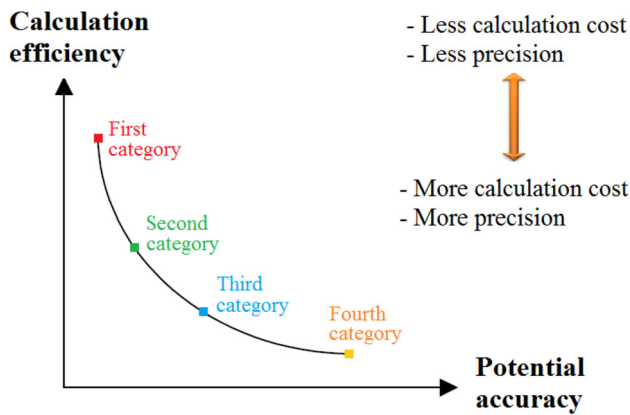 Calculation
efficiency
- Less calculation cost
- Less precision
First
category
- More calculation cost
- More precision
Second
category
Third
category
Fourth
category
Potential
accuracy